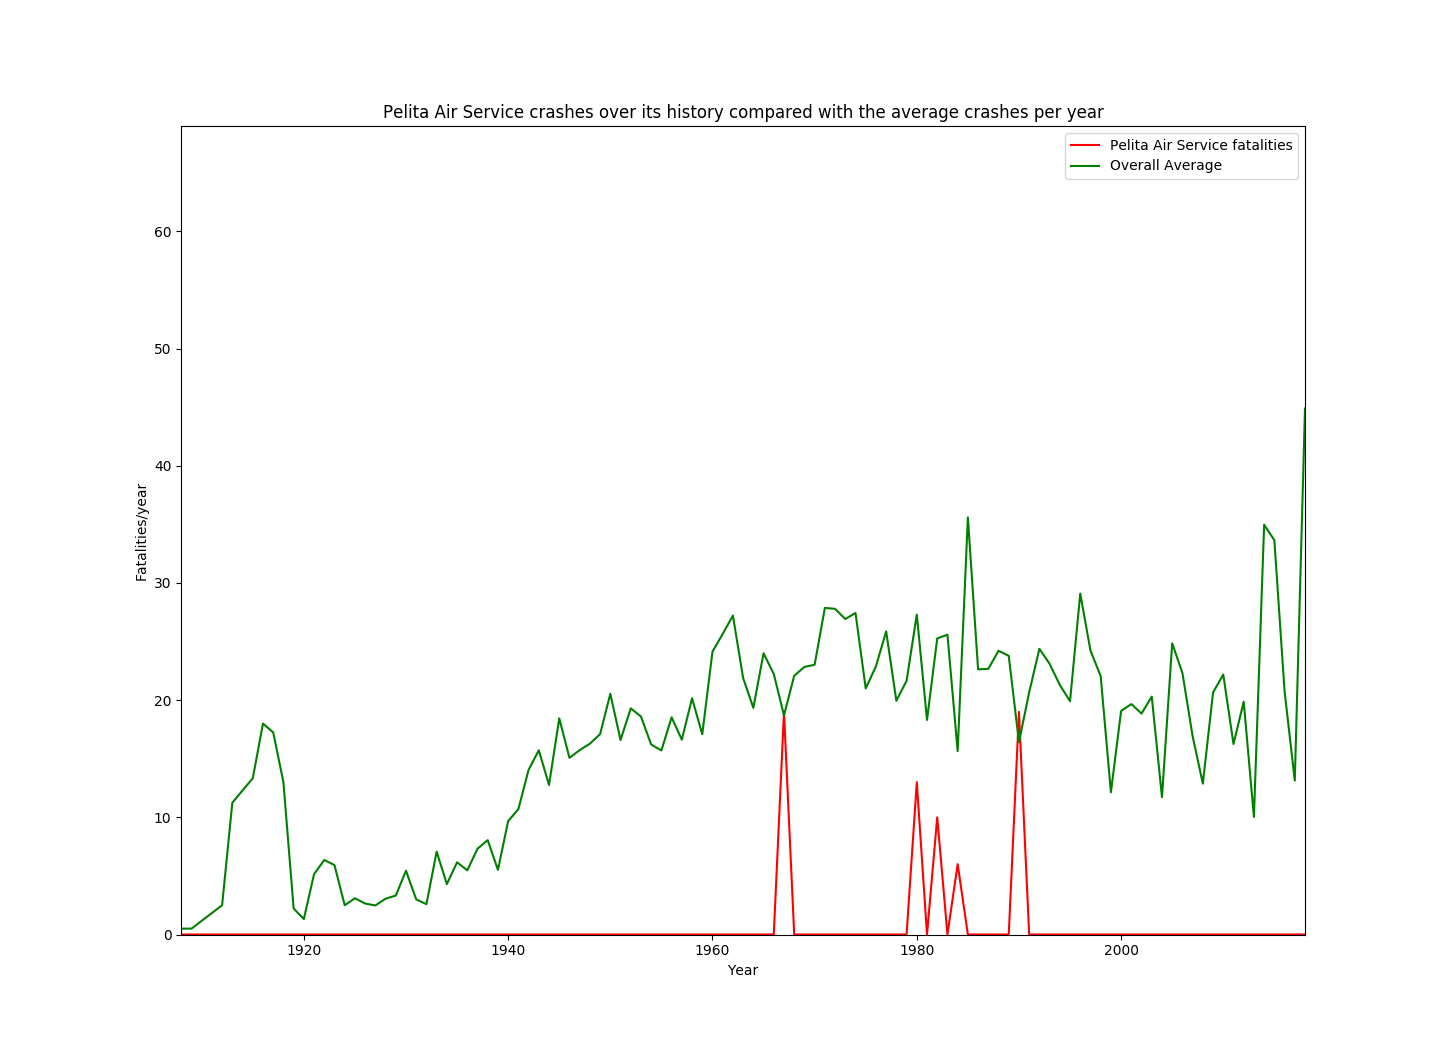 Pelita Air Service crashes over its history compared with the average crashes per year
Pelita Air Service fatalities
Overall Average
Fatalities/year
60
50
40
30
20
10
0
1920
1940
1960
1980
2000
Year